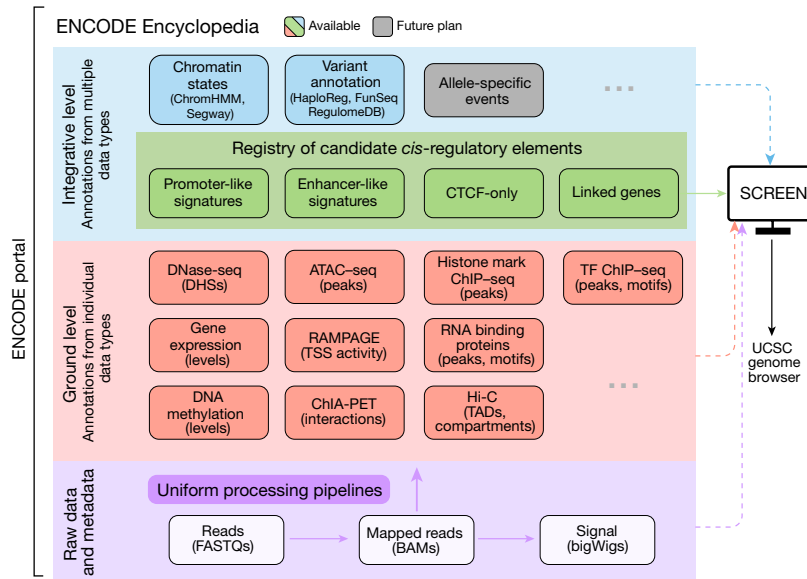 ENCODE Encyclopedia
Available
Future plan
ENCODE portal
Integrative level
Annotations from multiple
data types
Chromatin
states
(ChromHMM,
Segway)
Variant
annotation
(HaploReg, FunSeq
RegulomeDB)
Allele-specific
events
...
Registry of candidate cis-regulatory elements
Promoter-like
signatures
Enhancer-like
signatures
CTCF-only
Linked genes
SCREEN
UCSC
genome
browser
Ground level
Annotations from individual
data types
DNase-seq
(DHSs)
ATAC–seq
(peaks)
Histone mark
ChIP–seq
(peaks)
TF ChIP–seq
(peaks, motifs)
Gene
expression
(levels)
RAMPAGE
(TSS activity)
RNA binding
proteins
(peaks, motifs)
...
DNA
methylation
(levels)
ChIA-PET
(interactions)
Hi-C
(TADs,
compartments)
Raw data
and metadata
Uniform processing pipelines
Reads
(FASTQs)
Mapped reads
(BAMs)
Signal
(bigWigs)